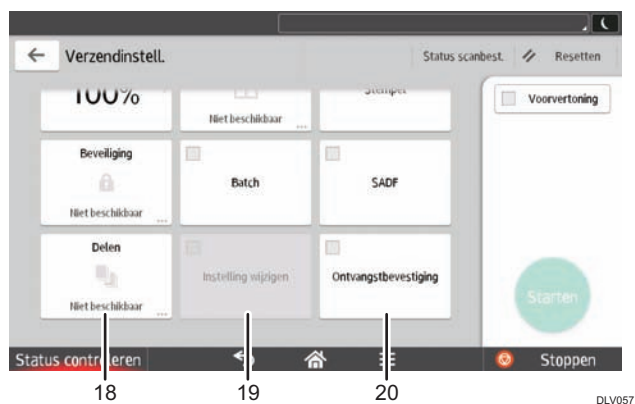 Verzendinstell.
Status scanbest.
Resetten
100%
Niet beschikbaar
Stempel
Voorvertoning
Beveiliging
Niet beschikbaar
Batch
SADF
Delen
Niet beschikbaar
Instelling wijzigen
Ontvangstbevestiging
Starten
Status controleren
Stoppen
18
19
20
DLV057